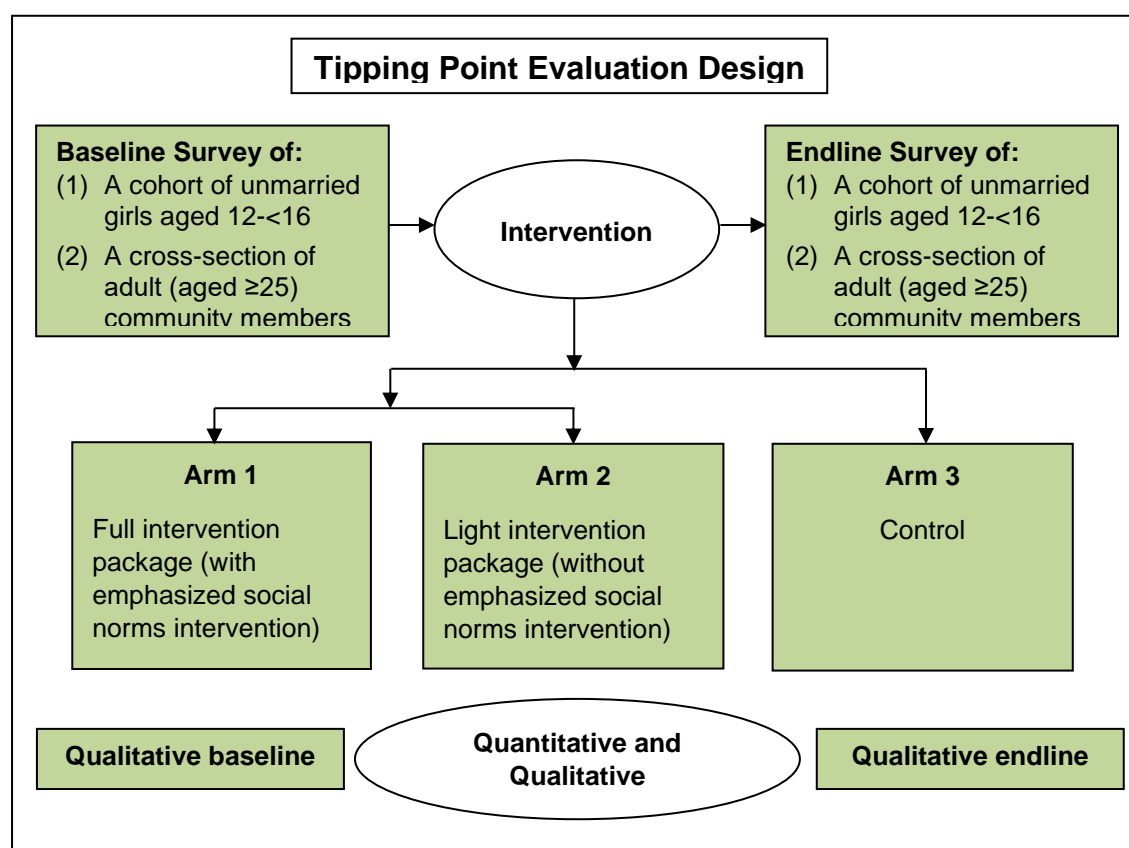 Tipping Point Evaluation Design
Baseline Survey of:
(1) A cohort of unmarried
girls aged 12-<16
(2) A cross-section of
adult (aged ≥25)
community members
Intervention
Endline Survey of:
(1) A cohort of unmarried
girls aged 12-<16
(2) A cross-section of
adult (aged ≥25)
community members
Arm 1
Full intervention
package (with
emphasized social
norms intervention)
Arm 2
Light intervention
package (without
emphasized social
norms intervention)
Arm 3
Control
Qualitative baseline
Quantitative and
Qualitative
Qualitative endline